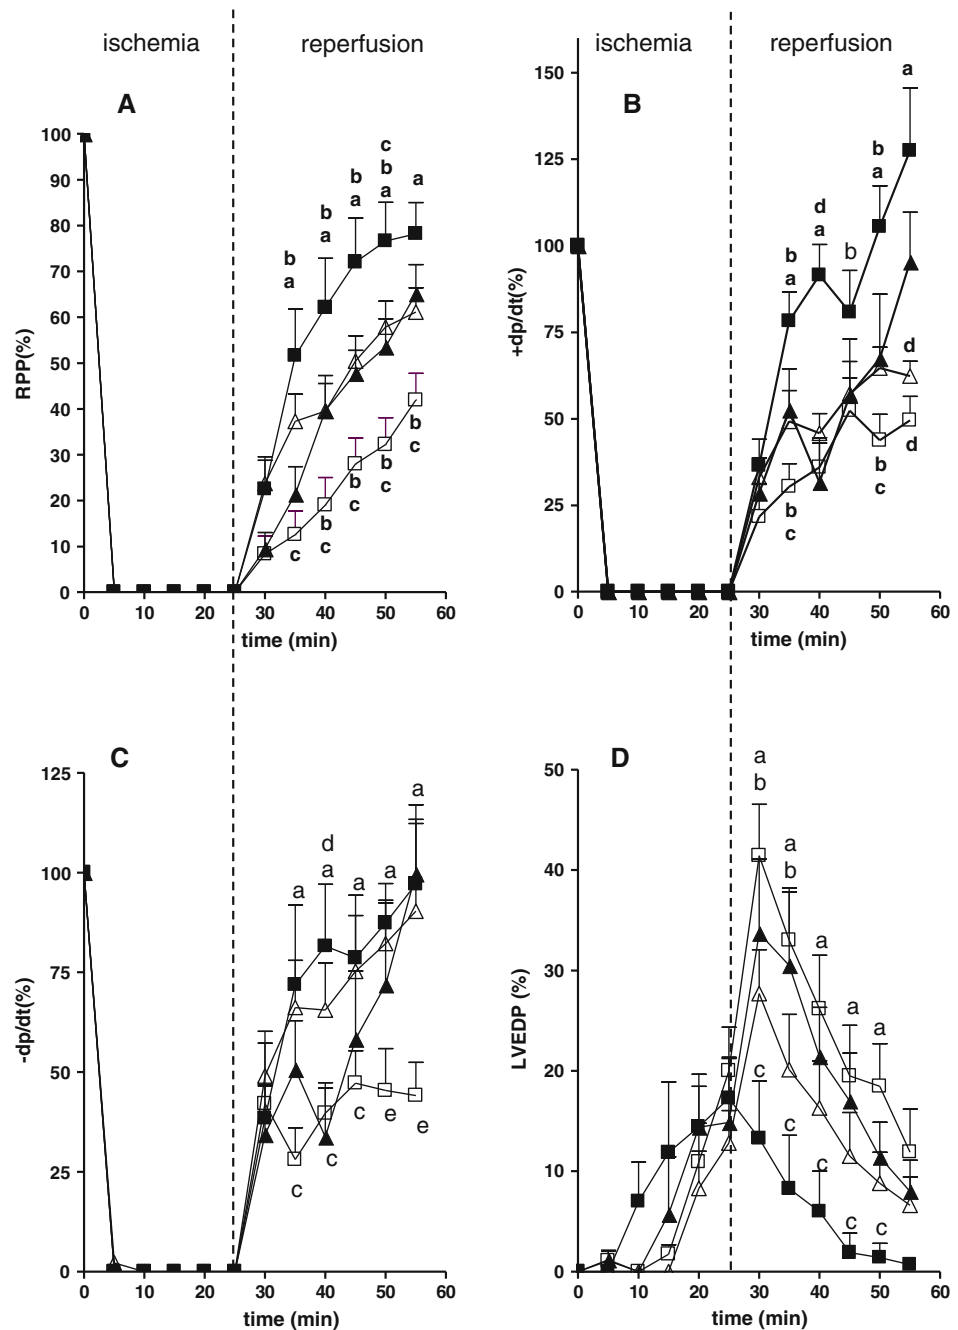 ischemia reperfusion
A
RPP(%)
100
90
80
70
60
50
40
30
20
10
0
b
a
b
a
b
a
c
b
a
a
c
b
c
b
c
b
c
b
c
0 10 20 30 40 50 60
time (min)
ischemia reperfusion
B
+dp/dt(%)
150
125
100
75
50
25
0
b
a
d
a
b
b
a
a
d
d
b
c
b
c
0 10 20 30 40 50 60
time (min)
C
-dp/dt(%)
125
100
75
50
25
0
a
d
a
a
a
a
c
c
c
e
e
0 10 20 30 40 50 60
time (min)
D
LVEDP (%)
50
40
30
20
10
0
a
b
a
b
a
a
a
c
c
c
c
c
0 10 20 30 40 50 60
time (min)